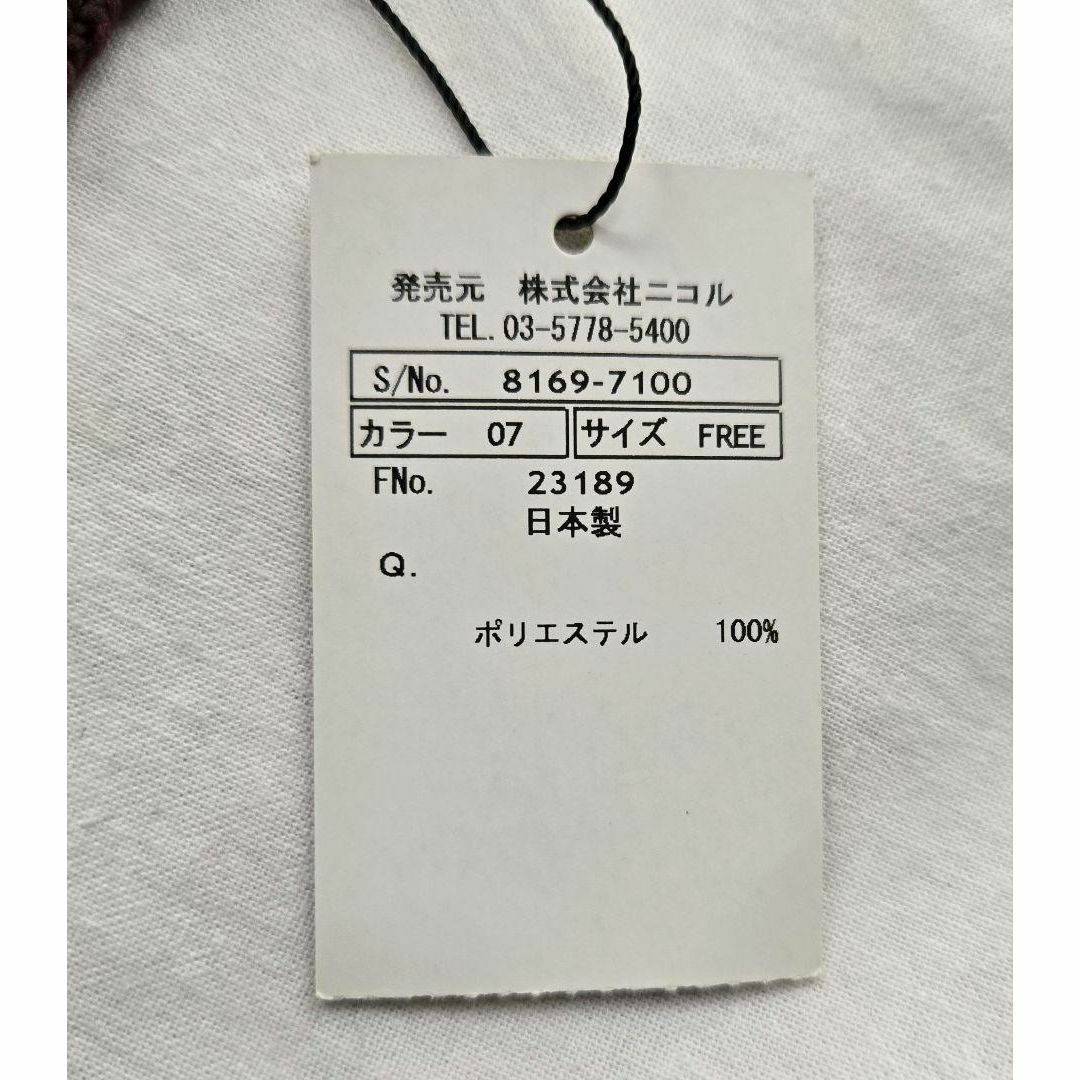 発売元 株式会社ニコル
TEL. 03-5778-5400
S/No. 8169-7100
カラー 07 サイズ FREE
FNo. 23189
日本製
Q.
ポリエステル 100%